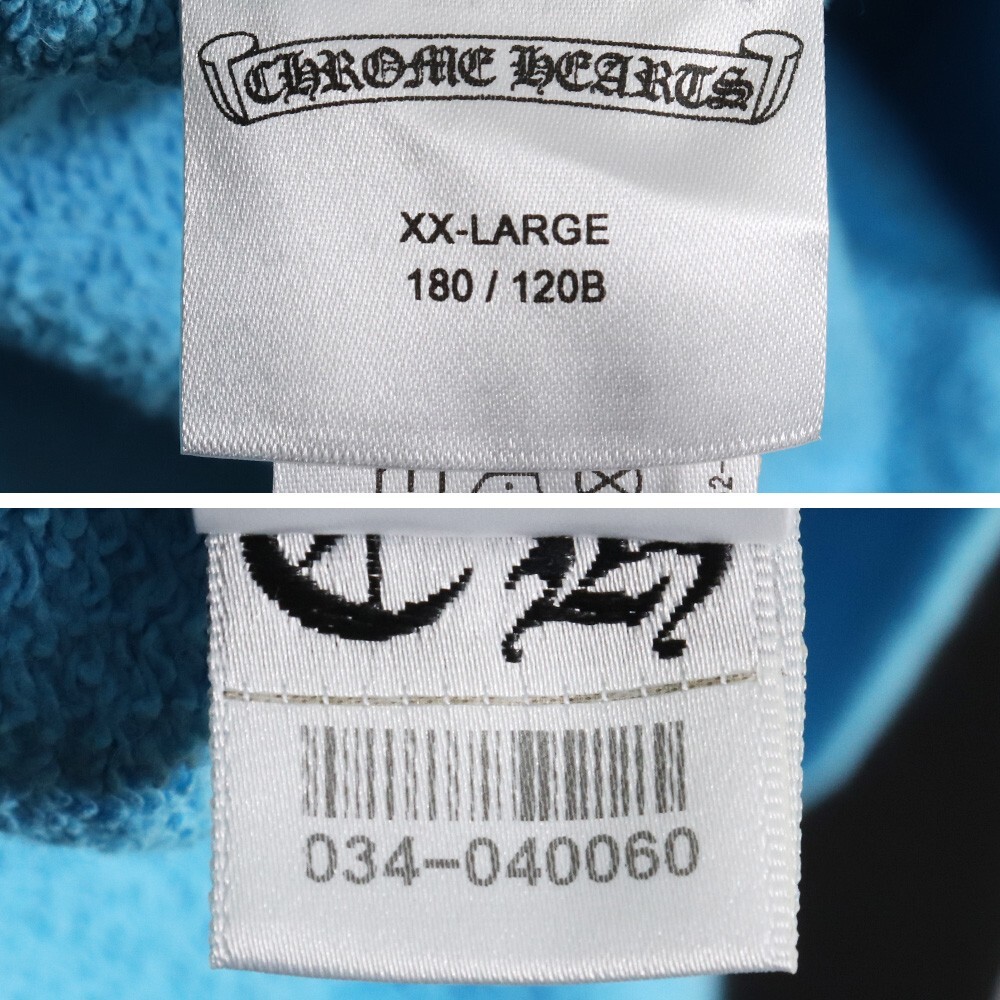 CHROME HEARTS
XX-LARGE
180 / 120B
034-040060